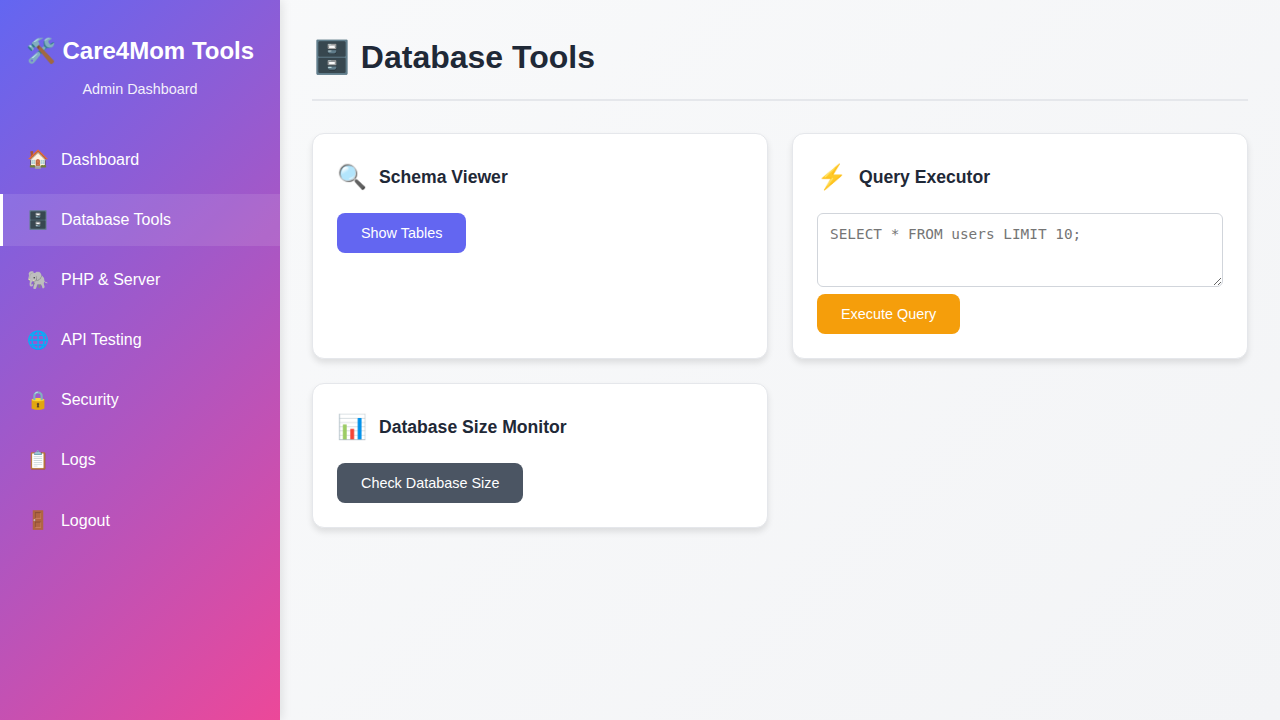 Care4Mom Tools
Admin Dashboard
Dashboard
Database Tools
PHP & Server
API Testing
Security
Logs
Logout
Database Tools
Schema Viewer
Show Tables
Query Executor
SELECT * FROM users LIMIT 10;
Execute Query
Database Size Monitor
Check Database Size